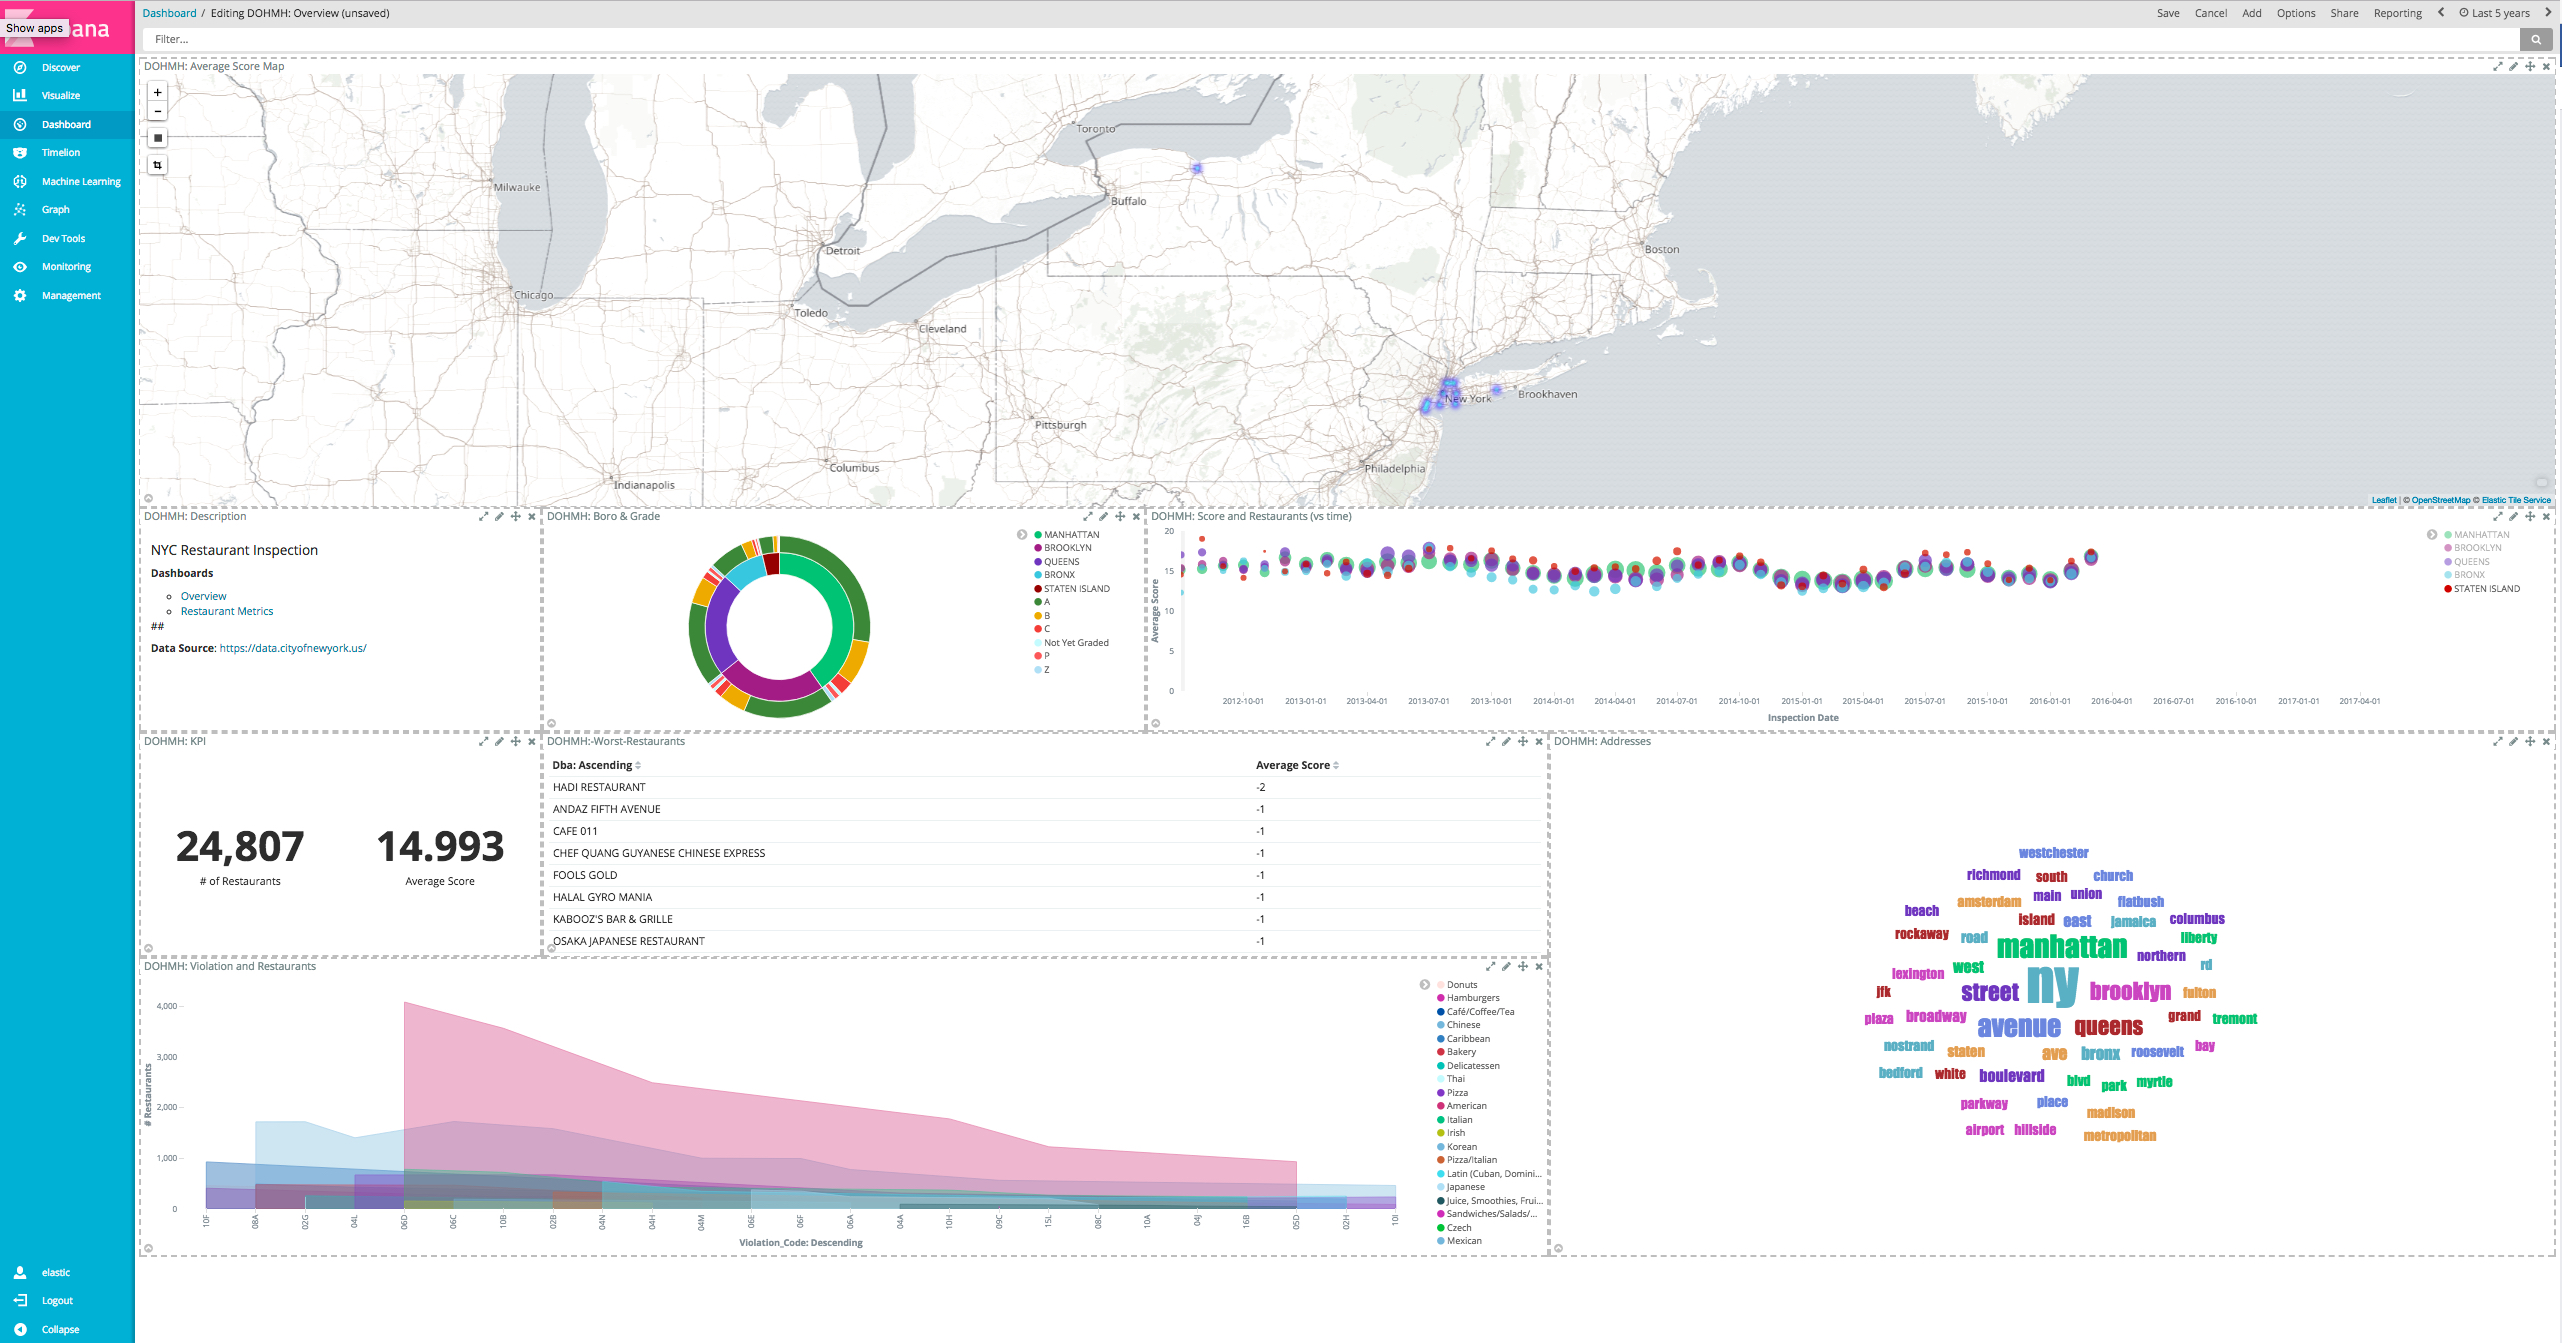 Show apps
bana
Discover
Visualize
Dashboard
Timelion
Machine Learning
Graph
Dev Tools
Monitoring
Management
elastic
Logout
Collapse
Dashboard / Editing DOHMH: Overview (unsaved)
Save Cancel Add Options Share Reporting Last 5 years
Filter...
DOHMH: Average Score Map
+
−
Toronto
Milwauke
Buffalo
Detroit
Boston
Chicago
Toledo
Cleveland
New York
Brookhaven
Pittsburgh
Columbus
Philadelphia
Indianapolis
Leaflet | © OpenStreetMap © Elastic Tile Service
DOHMH: Description
NYC Restaurant Inspection
Dashboards
Overview
Restaurant Metrics
##
Data Source: https://data.cityofnewyork.us/
DOHMH: Boro & Grade
MANHATTAN
BROOKLYN
QUEENS
BRONX
STATEN ISLAND
A
B
C
Not Yet Graded
P
Z
DOHMH: Score and Restaurants (vs time)
20
15
10
5
0
Average Score
2012-10-01 2013-01-01 2013-04-01 2013-07-01 2013-10-01 2014-01-01 2014-04-01 2014-07-01 2014-10-01 2015-01-01 2015-04-01 2015-07-01 2015-10-01 2016-01-01 2016-04-01 2016-07-01 2016-10-01 2017-01-01 2017-04-01
Inspection Date
MANHATTAN
BROOKLYN
QUEENS
BRONX
STATEN ISLAND
DOHMH: KPI
24,807
# of Restaurants
14.993
Average Score
DOHMH:-Worst-Restaurants
Dba: Ascending Average Score
HADI RESTAURANT -2
ANDAZ FIFTH AVENUE -1
CAFE 011 -1
CHEF QUANG GUYANESE CHINESE EXPRESS -1
FOOLS GOLD -1
HALAL GYRO MANIA -1
KABOOZ'S BAR & GRILLE -1
OSAKA JAPANESE RESTAURANT -1
DOHMH: Addresses
westchester
richmond south church
amsterdam main union flatbush
beach island east jamaica columbus
rockaway road manhattan liberty
northern
lexington west rd
jfk street ny brooklyn fulton
plaza broadway avenue queens grand tremont
nostrand staten ave bronx roosevelt bay
bedford white boulevard blvd park myrtle
parkway place madison
airport hillside metropolitan
DOHMH: Violation and Restaurants
4,000
3,000
2,000
1,000
0
# Restaurants
10F 08A 02G 04L 06D 06C 10B 02B 04N 04H 04M 06E 06F 06A 04A 10H 09C 15L 08C 10A 04J 16B 05D 02H 10I
Violation_Code: Descending
Donuts
Hamburgers
Café/Coffee/Tea
Chinese
Caribbean
Bakery
Delicatessen
Thai
Pizza
American
Italian
Irish
Korean
Pizza/Italian
Latin (Cuban, Domini...
Japanese
Juice, Smoothies, Frui...
Sandwiches/Salads/...
Czech
Mexican